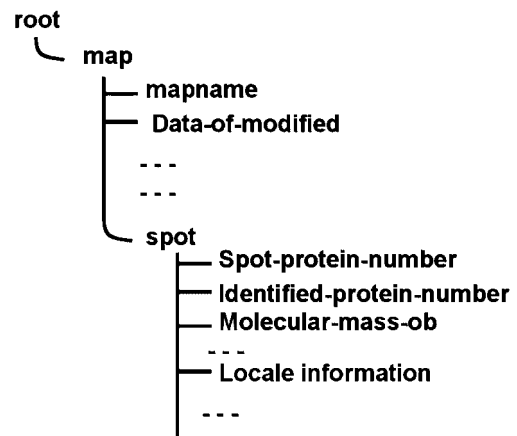 root
map
mapname
Data-of-modified
- - -
- - -
spot
Spot-protein-number
Identified-protein-number
Molecular-mass-ob
- - -
Locale information
- - -